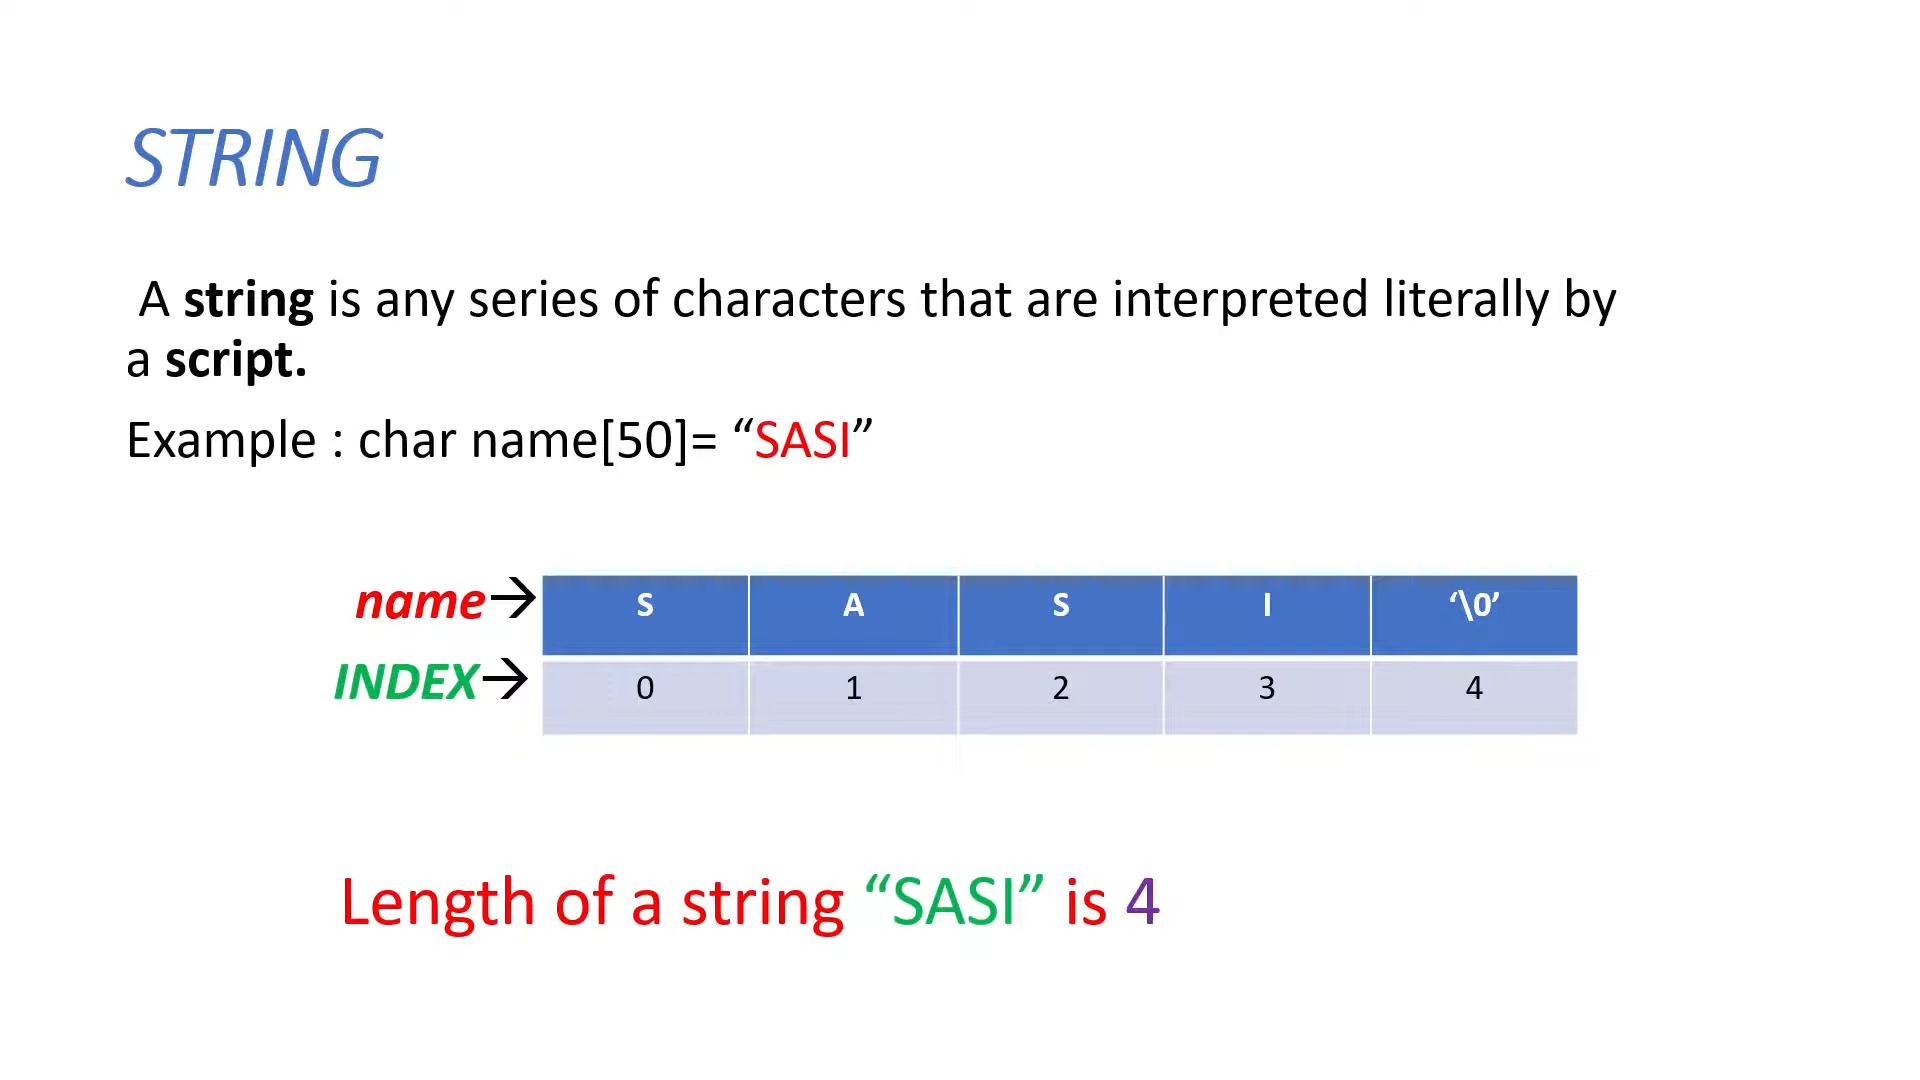 STRING
A string is any series of characters that are interpreted literally by
a script.
Example : char name[50]= “SASI”
name→ S A S I ‘\0’
INDEX→ 0 1 2 3 4
Length of a string “SASI” is 4